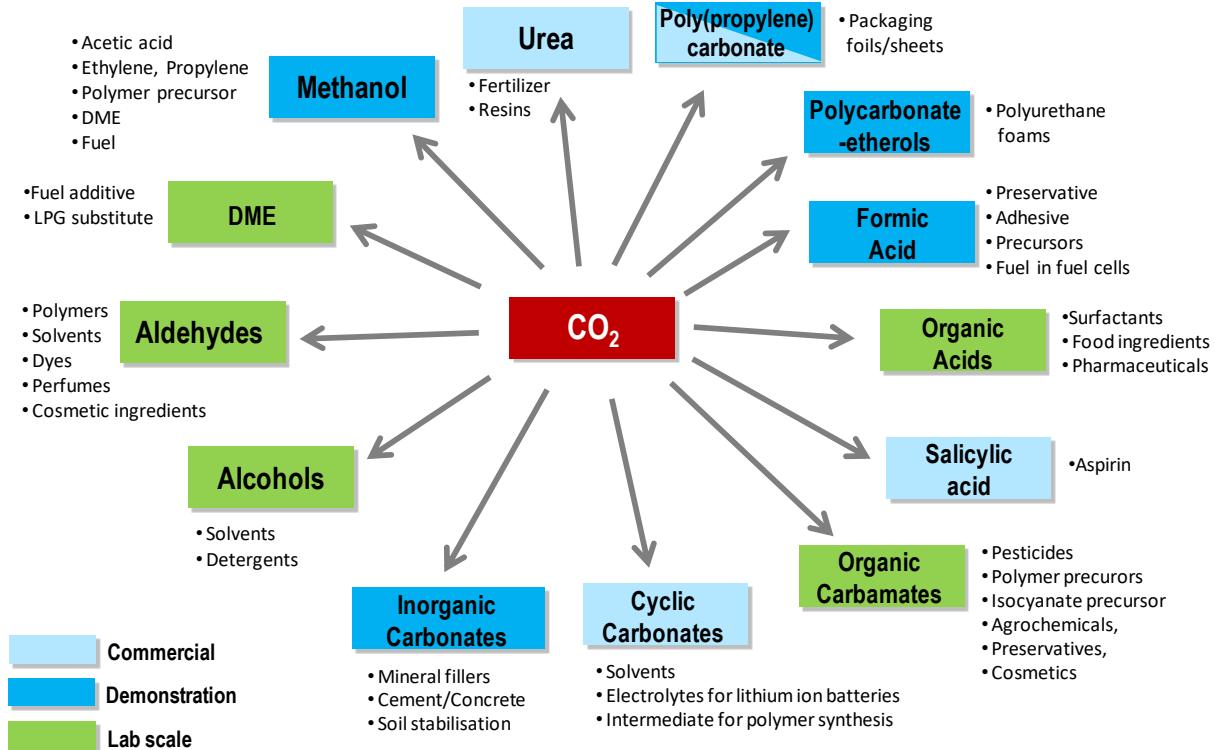 • Acetic acid
• Ethylene, Propylene
• Polymer precursor
• DME
• Fuel
Methanol
Urea
• Fertilizer
• Resins
Poly(propylene)
carbonate
• Packaging
foils/sheets
Polycarbonate
-etherols
• Polyurethane
foams
•Fuel additive
• LPG substitute
DME
Formic
Acid
• Preservative
• Adhesive
• Precursors
• Fuel in fuel cells
• Polymers
• Solvents
• Dyes
• Perfumes
• Cosmetic ingredients
Aldehydes
CO2
Organic
Acids
•Surfactants
• Food ingredients
• Pharmaceuticals
Alcohols
• Solvents
• Detergents
Salicylic
acid
•Aspirin
Inorganic
Carbonates
• Mineral fillers
• Cement/Concrete
• Soil stabilisation
Cyclic
Carbonates
• Solvents
• Electrolytes for lithium ion batteries
• Intermediate for polymer synthesis
Organic
Carbamates
• Pesticides
• Polymer precurors
• Isocyanate precursor
• Agrochemicals,
• Preservatives,
• Cosmetics
Commercial
Demonstration
Lab scale